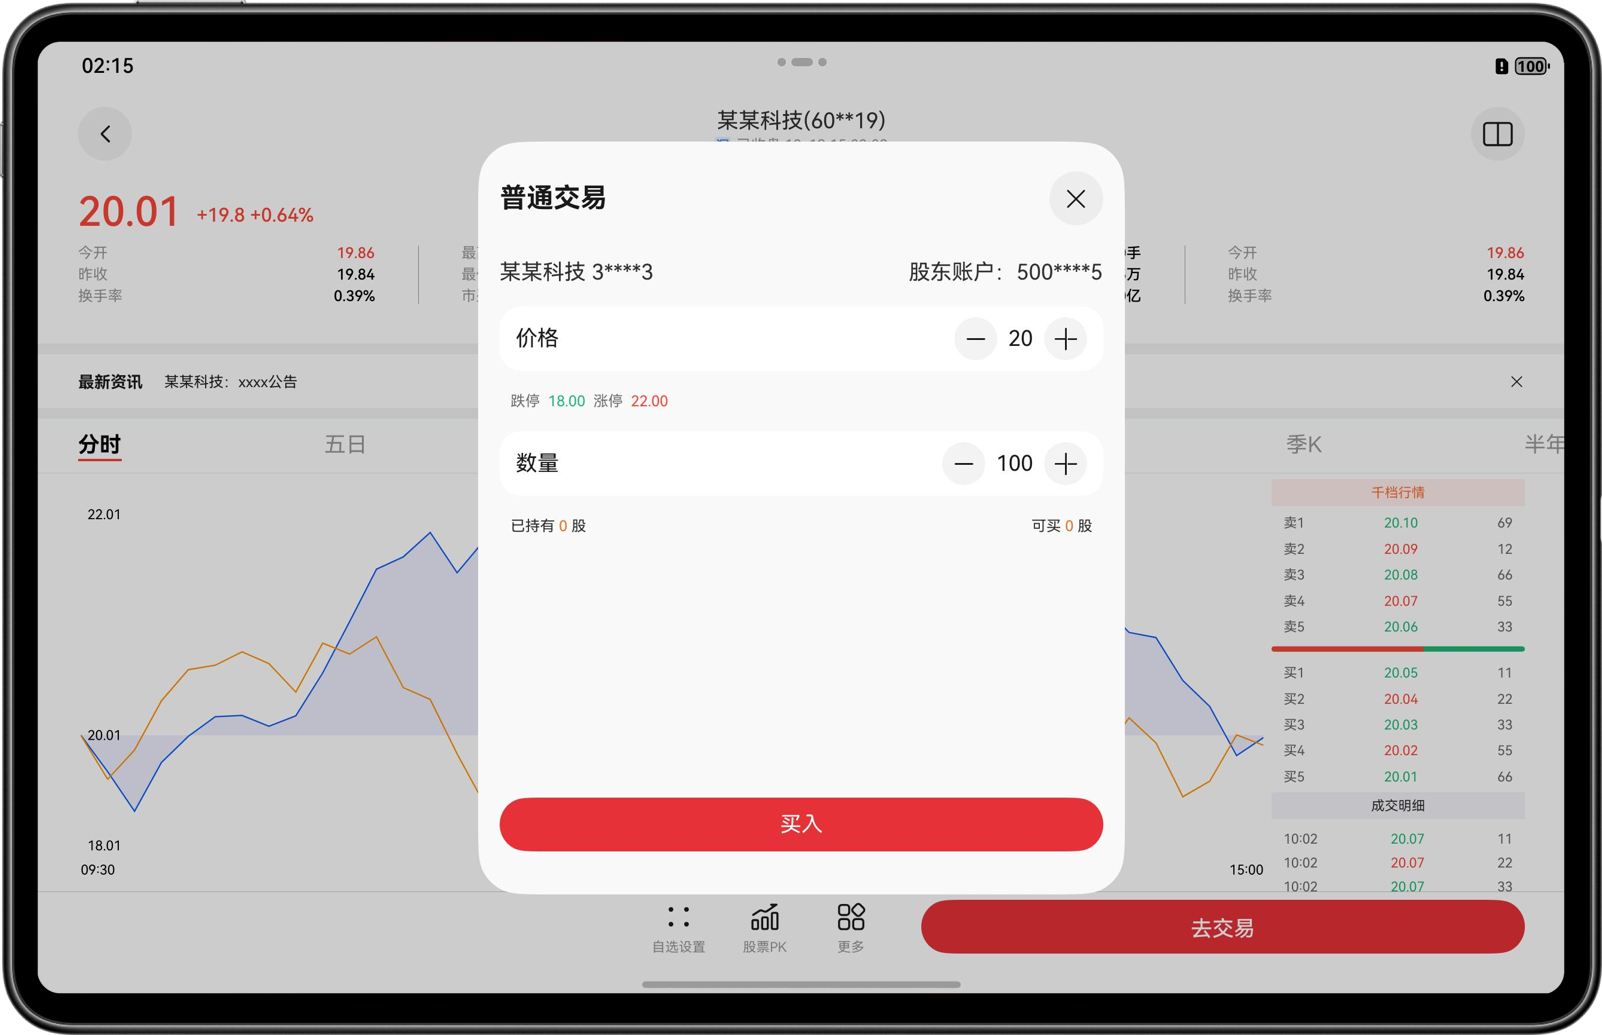 02:15
100
某某科技(60**19)
20.01 +19.8 +0.64%
今开 19.86
昨收 19.84
换手率 0.39%
最
最
市
手
万
亿
今开 19.86
昨收 19.84
换手率 0.39%
普通交易
某某科技 3****3 股东账户：500****5
价格 20
跌停 18.00 涨停 22.00
数量 100
已持有 0 股 可买 0 股
买入
最新资讯 某某科技：xxxx公告
分时 五日 季K 半年
22.01
20.01
18.01
09:30 15:00
千档行情
卖1 20.10 69
卖2 20.09 12
卖3 20.08 66
卖4 20.07 55
卖5 20.06 33
买1 20.05 11
买2 20.04 22
买3 20.03 33
买4 20.02 55
买5 20.01 66
成交明细
10:02 20.07 11
10:02 20.07 22
10:02 20.07 33
自选设置 股票PK 更多 去交易